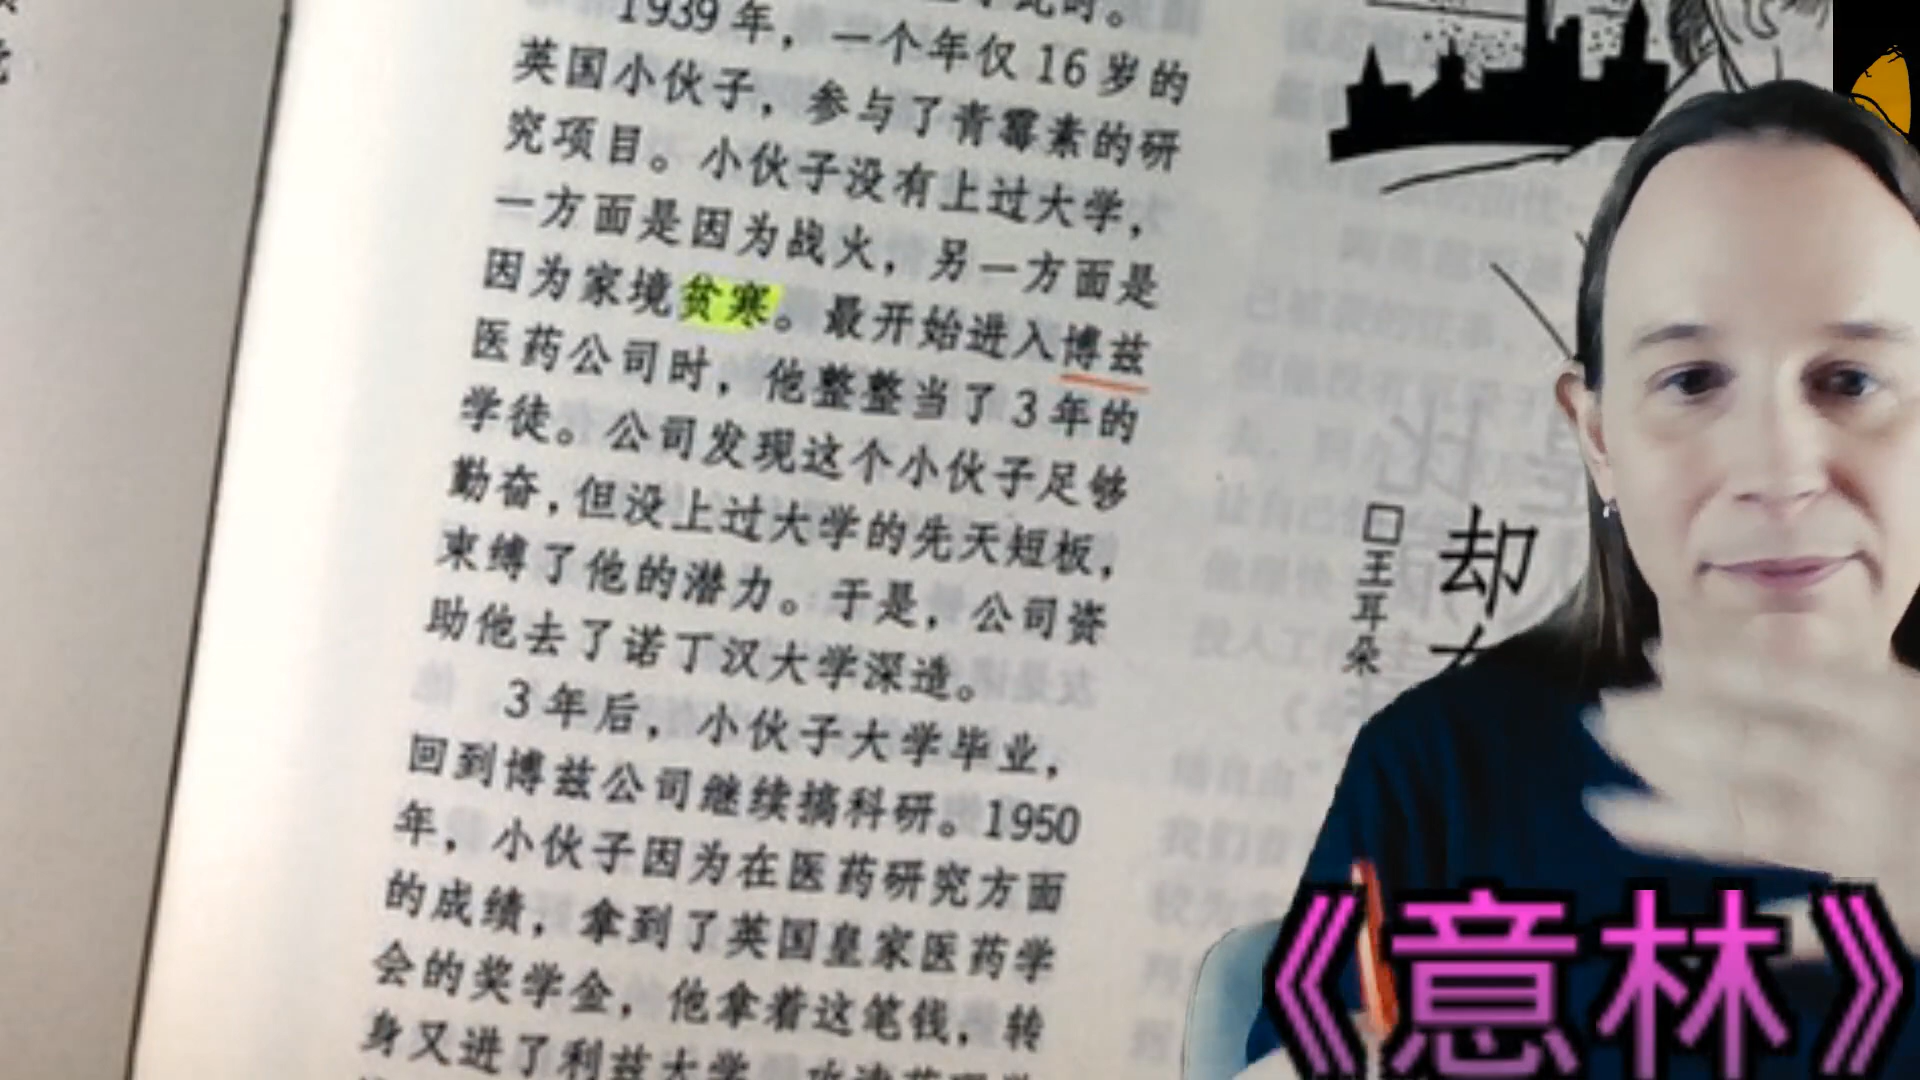 1939年，一个年仅16岁的
英国小伙子，参与了青霉素的研
究项目。小伙子没有上过大学，
一方面是因为战火，另一方面是
因为家境贫寒。最开始进入博兹
医药公司时，他整整当了3年的
学徒。公司发现这个小伙子足够
勤奋，但没上过大学的先天短板，
束缚了他的潜力。于是，公司资
助他去了诺丁汉大学深造。
3年后，小伙子大学毕业，
回到博兹公司继续搞科研。1950
年，小伙子因为在医药研究方面
的成绩，拿到了英国皇家医药学
会的奖学金，他拿着这笔钱，转
身又进了利兹大学
却
□王耳朵
《意林》